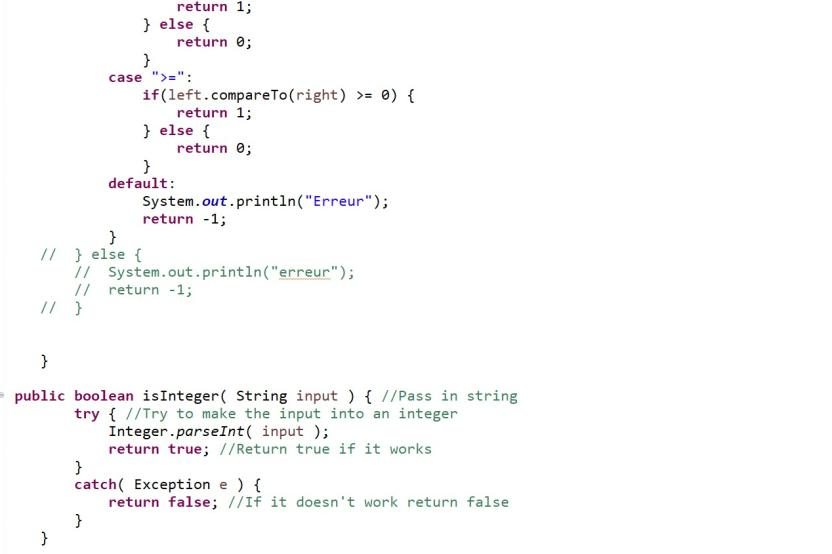 return 1;
} else {
return 0;
}
case ">=":
if(left.compareTo(right) >= 0) {
return 1;
} else {
return 0;
}
default:
System.out.println("Erreur");
return -1;
}
// } else {
// System.out.println("erreur");
// return -1;
// }
}
public boolean isInteger( String input ) { //Pass in string
try { //Try to make the input into an integer
Integer.parseInt( input );
return true; //Return true if it works
}
catch( Exception e ) {
return false; //If it doesn't work return false
}
}